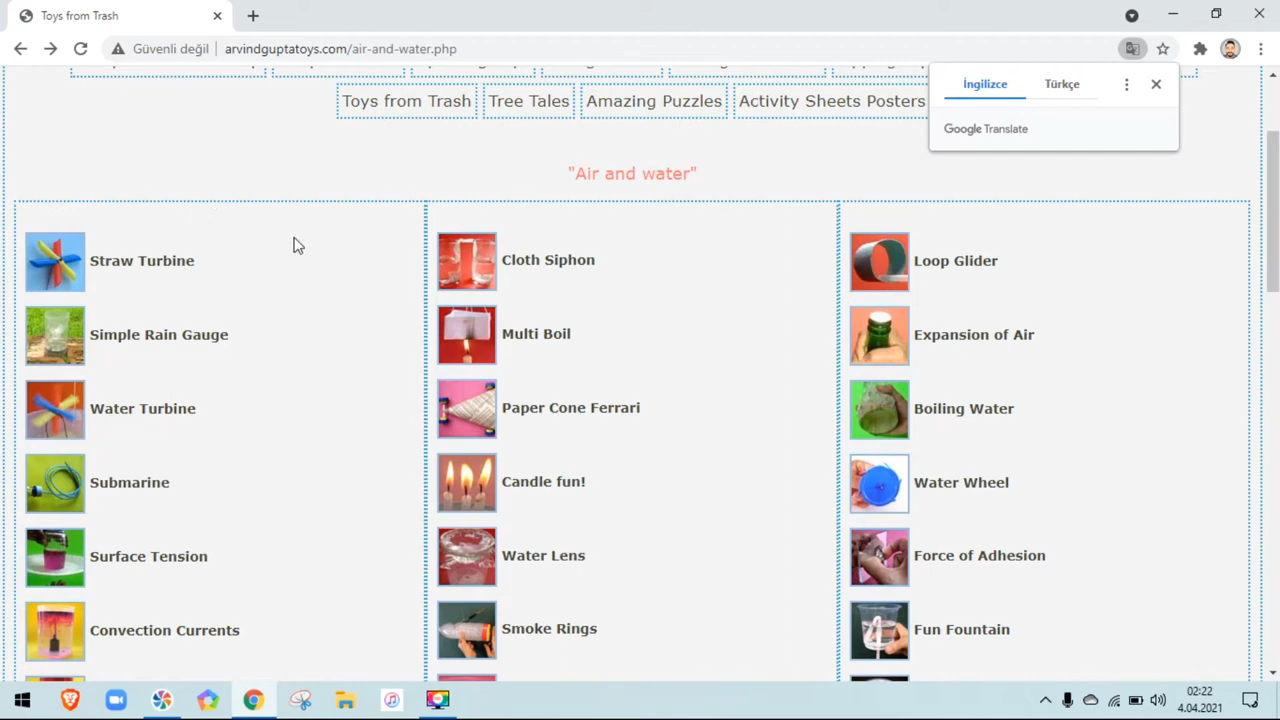 Toys from Trash
Güvenli değil
arvindguptatoys.com/air-and-water.php
İngilizce
Türkçe
Google Translate
Toys from Trash
Tree Tales
Amazing Puzzles
Activity Sheets Posters
"Air and water"
Straw Turbine
Cloth Siphon
Loop Glider
Simple Rain Gauge
Multi Boil
Expansion of Air
Water Turbine
Paper Cone Ferrari
Boiling Water
Submarine
Candle fun!
Water Wheel
Surface Tension
Water Lens
Force of Adhesion
Convection Currents
Smoke Rings
Fun Fountain
02:22
4.04.2021